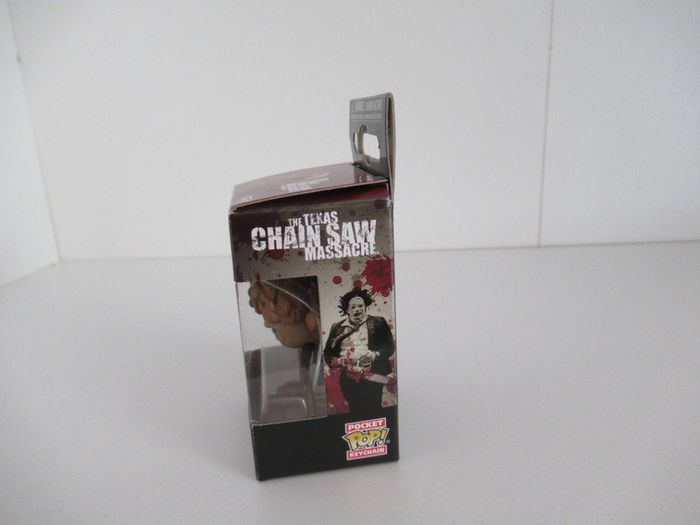 THE TEXAS
CHAIN SAW
MASSACRE
POCKET
POP!
KEYCHAIN